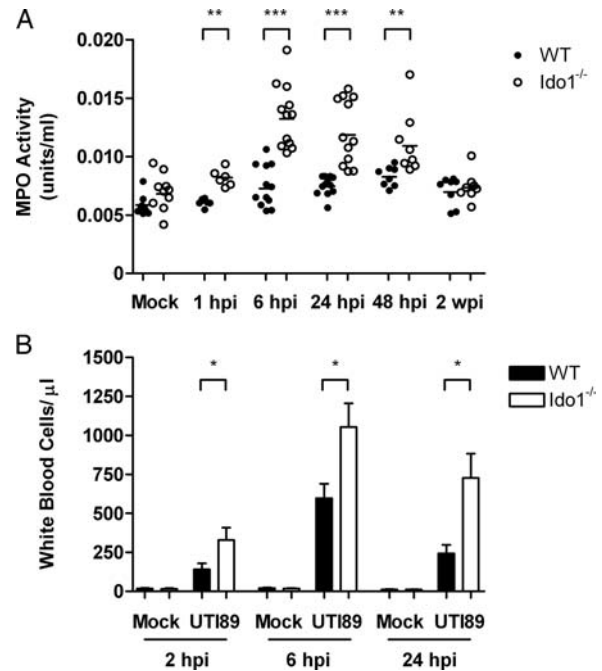 A
** *** *** **
0.020
0.015
0.010
0.005
0
MPO Activity
(units/ml)
WT
Ido1-/-
Mock 1 hpi 6 hpi 24 hpi 48 hpi 2 wpi
B
1500
1250
1000
750
500
250
0
White Blood Cells/ μl
* * *
WT
Ido1-/-
Mock UTI89 Mock UTI89 Mock UTI89
2 hpi 6 hpi 24 hpi